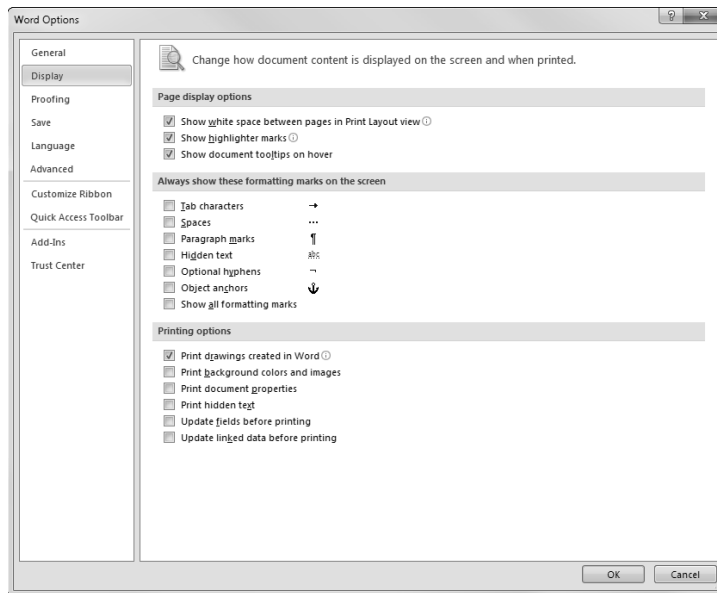 Word Options
General
Display
Proofing
Save
Language
Advanced
Customize Ribbon
Quick Access Toolbar
Add-Ins
Trust Center
Change how document content is displayed on the screen and when printed.
Page display options
Show white space between pages in Print Layout view
Show highlighter marks
Show document tooltips on hover
Always show these formatting marks on the screen
Tab characters →
Spaces ···
Paragraph marks ¶
Hidden text abc
Optional hyphens ¬
Object anchors
Show all formatting marks
Printing options
Print drawings created in Word
Print background colors and images
Print document properties
Print hidden text
Update fields before printing
Update linked data before printing
OK Cancel